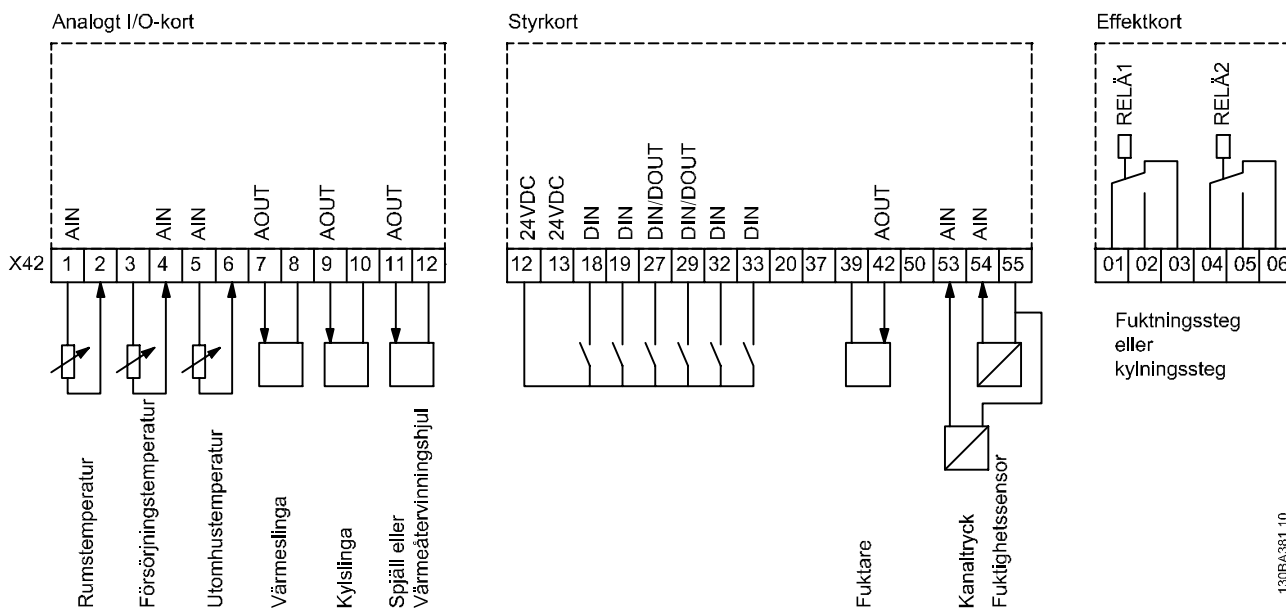 Analogt I/O-kort
Styrkort
Effektkort
RELÄ1
RELÄ2
AIN
AIN
AIN
AOUT
AOUT
AOUT
24VDC
24VDC
DIN
DIN
DIN/DOUT
DIN/DOUT
DIN
DIN
AOUT
AIN
AIN
X42 1 2 3 4 5 6 7 8 9 10 11 12
12 13 18 19 27 29 32 33 20 37 39 42 50 53 54 55
01 02 03 04 05 06
Fuktningssteg
eller
kylningssteg
Rumstemperatur
Försörjningstemperatur
Utomhustemperatur
Värmeslinga
Kylslinga
Spjäll eller
Värmeåtervinningshjul
Fuktare
Kanaltryck
Fuktighetssensor
130BA381.10